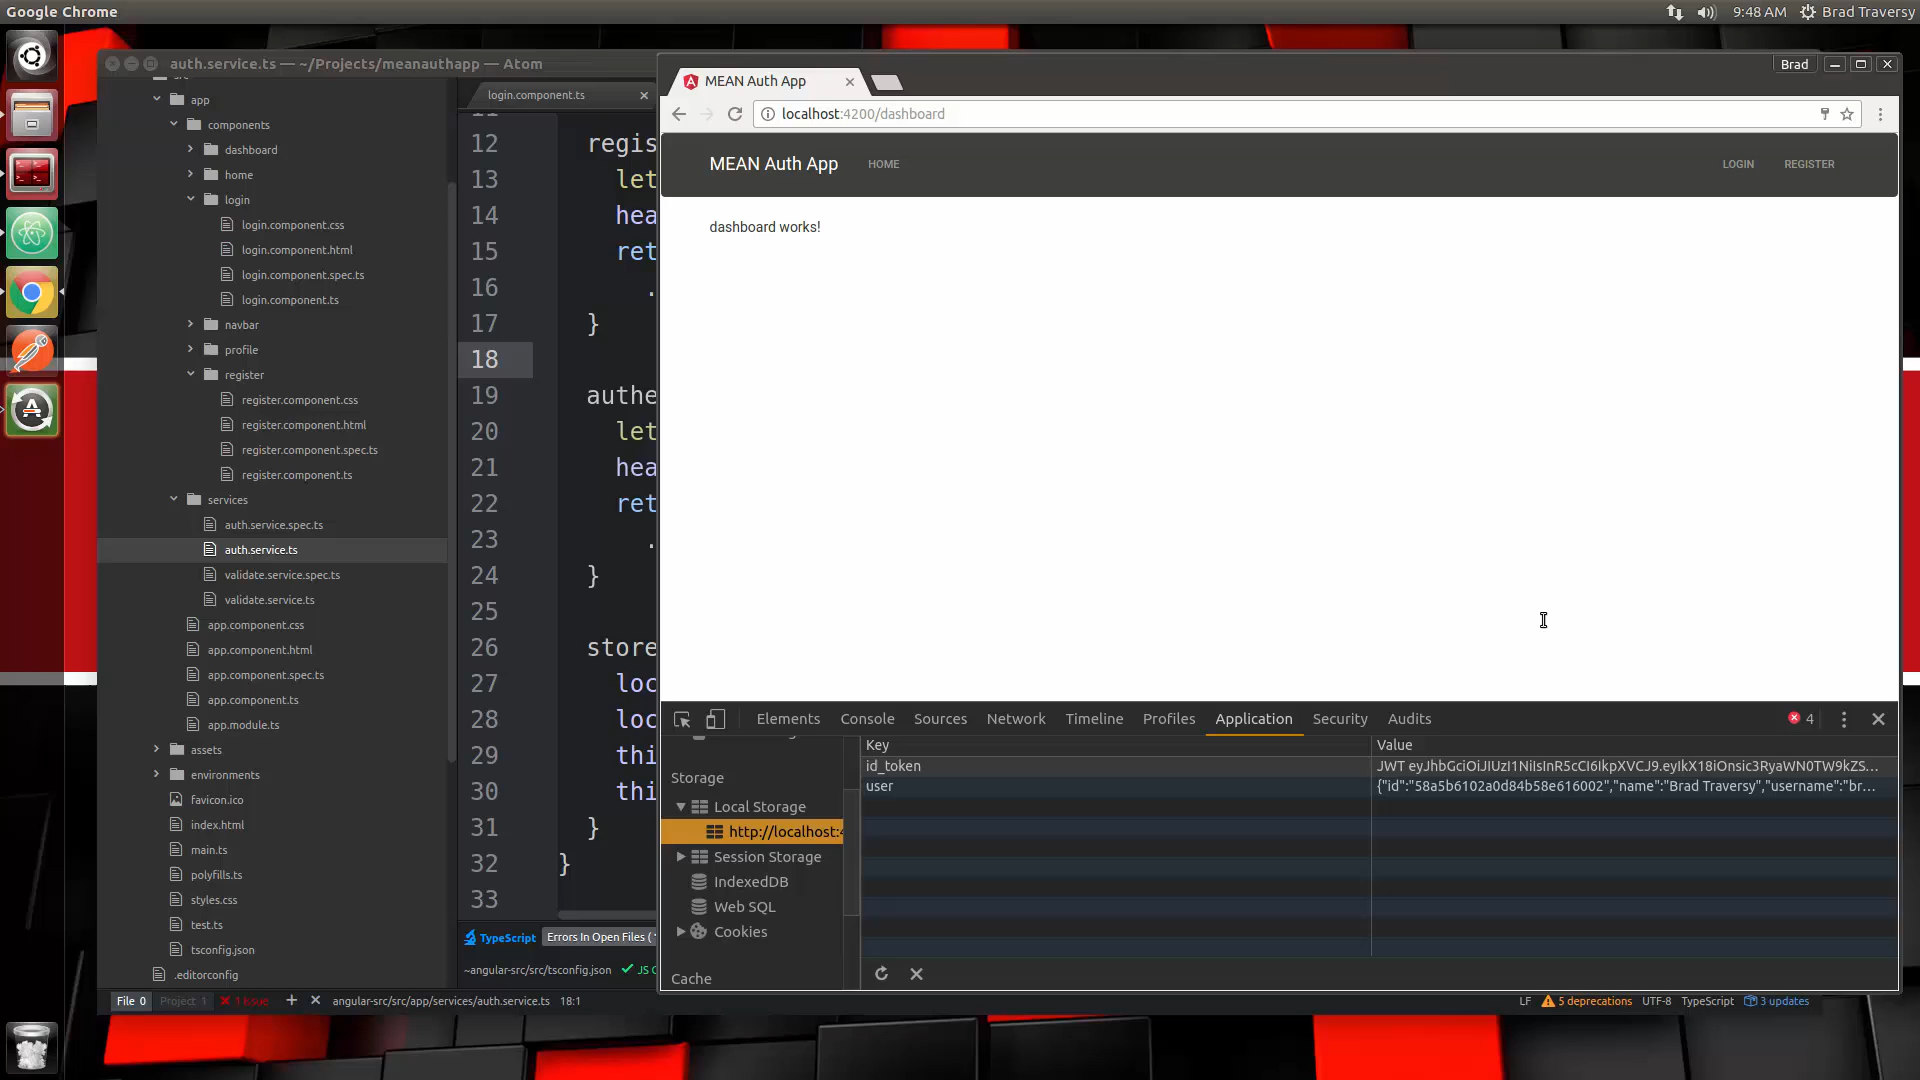 Google Chrome
9:48 AM
Brad Traversy
auth.service.ts — ~/Projects/meanauthapp — Atom
app
components
dashboard
home
login
login.component.css
login.component.html
login.component.spec.ts
login.component.ts
navbar
profile
register
register.component.css
register.component.html
register.component.spec.ts
register.component.ts
services
auth.service.spec.ts
auth.service.ts
validate.service.spec.ts
validate.service.ts
app.component.css
app.component.html
app.component.spec.ts
app.component.ts
app.module.ts
assets
environments
favicon.ico
index.html
main.ts
polyfills.ts
styles.css
test.ts
tsconfig.json
.editorconfig
login.component.ts
12 regis
13 let
14 hea
15 ret
16 .
17 }
18
19 authe
20 let
21 hea
22 ret
23 .
24 }
25
26 store
27 loc
28 loc
29 thi
30 thi
31 }
32 }
33
TypeScript Errors In Open Files (
~angular-src/src/tsconfig.json
File 0 Project 1 1 Issue angular-src/src/app/services/auth.service.ts 18:1
LF 5 deprecations UTF-8 TypeScript 3 updates
Brad
MEAN Auth App
localhost:4200/dashboard
MEAN Auth App HOME LOGIN REGISTER
dashboard works!
Elements Console Sources Network Timeline Profiles Application Security Audits 4
Storage
Local Storage
http://localhost:4
Session Storage
IndexedDB
Web SQL
Cookies
Cache
Key Value
id_token JWT eyJhbGciOiJIUzI1NiIsInR5cCI6IkpXVCJ9.eyIkX18iOnsic3RyaWN0TW9kZS...
user {"id":"58a5b6102a0d84b58e616002","name":"Brad Traversy","username":"br...